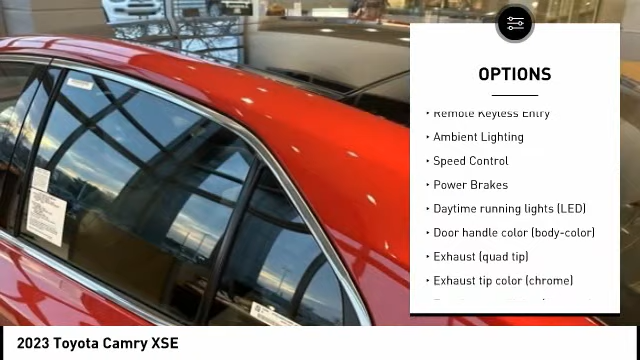 OPTIONS
Remote Keyless Entry
‣ Ambient Lighting
‣ Speed Control
‣ Power Brakes
‣ Daytime running lights (LED)
‣ Door handle color (body-color)
‣ Exhaust (quad tip)
‣ Exhaust tip color (chrome)
2023 Toyota Camry XSE